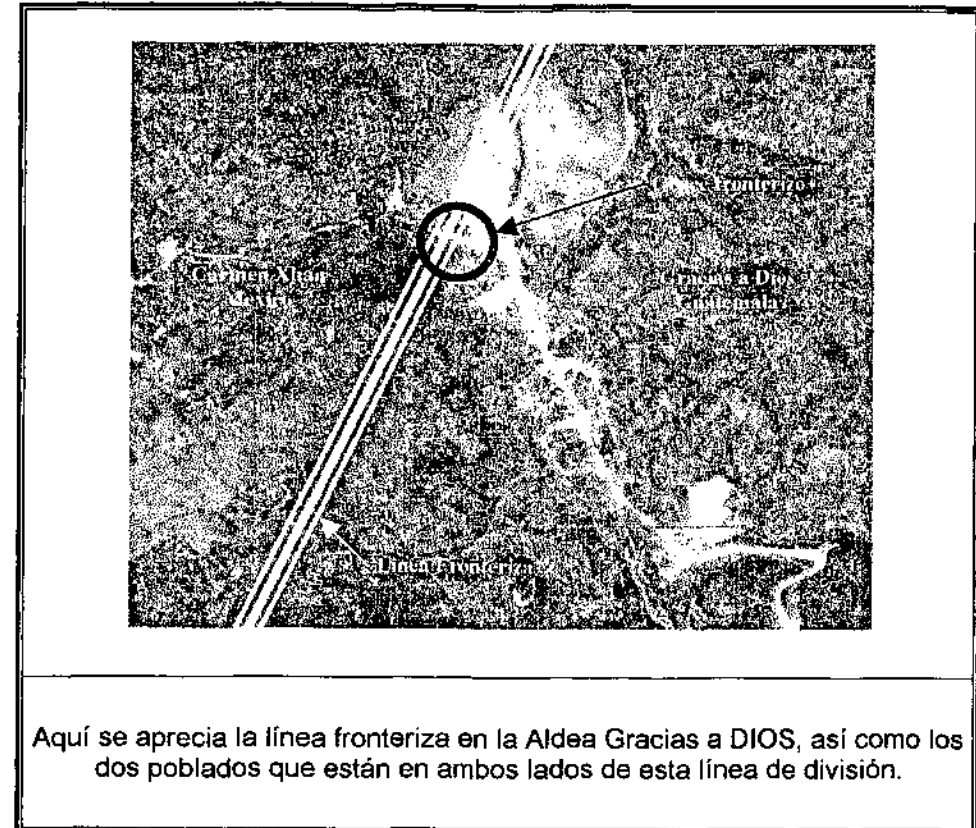 Fronterizo
Carmen Xhan
México
Gracias a Dios
Guatemala
Línea Fronteriza
Aquí se aprecia la línea fronteriza en la Aldea Gracias a DIOS, así como los
dos poblados que están en ambos lados de esta línea de división.